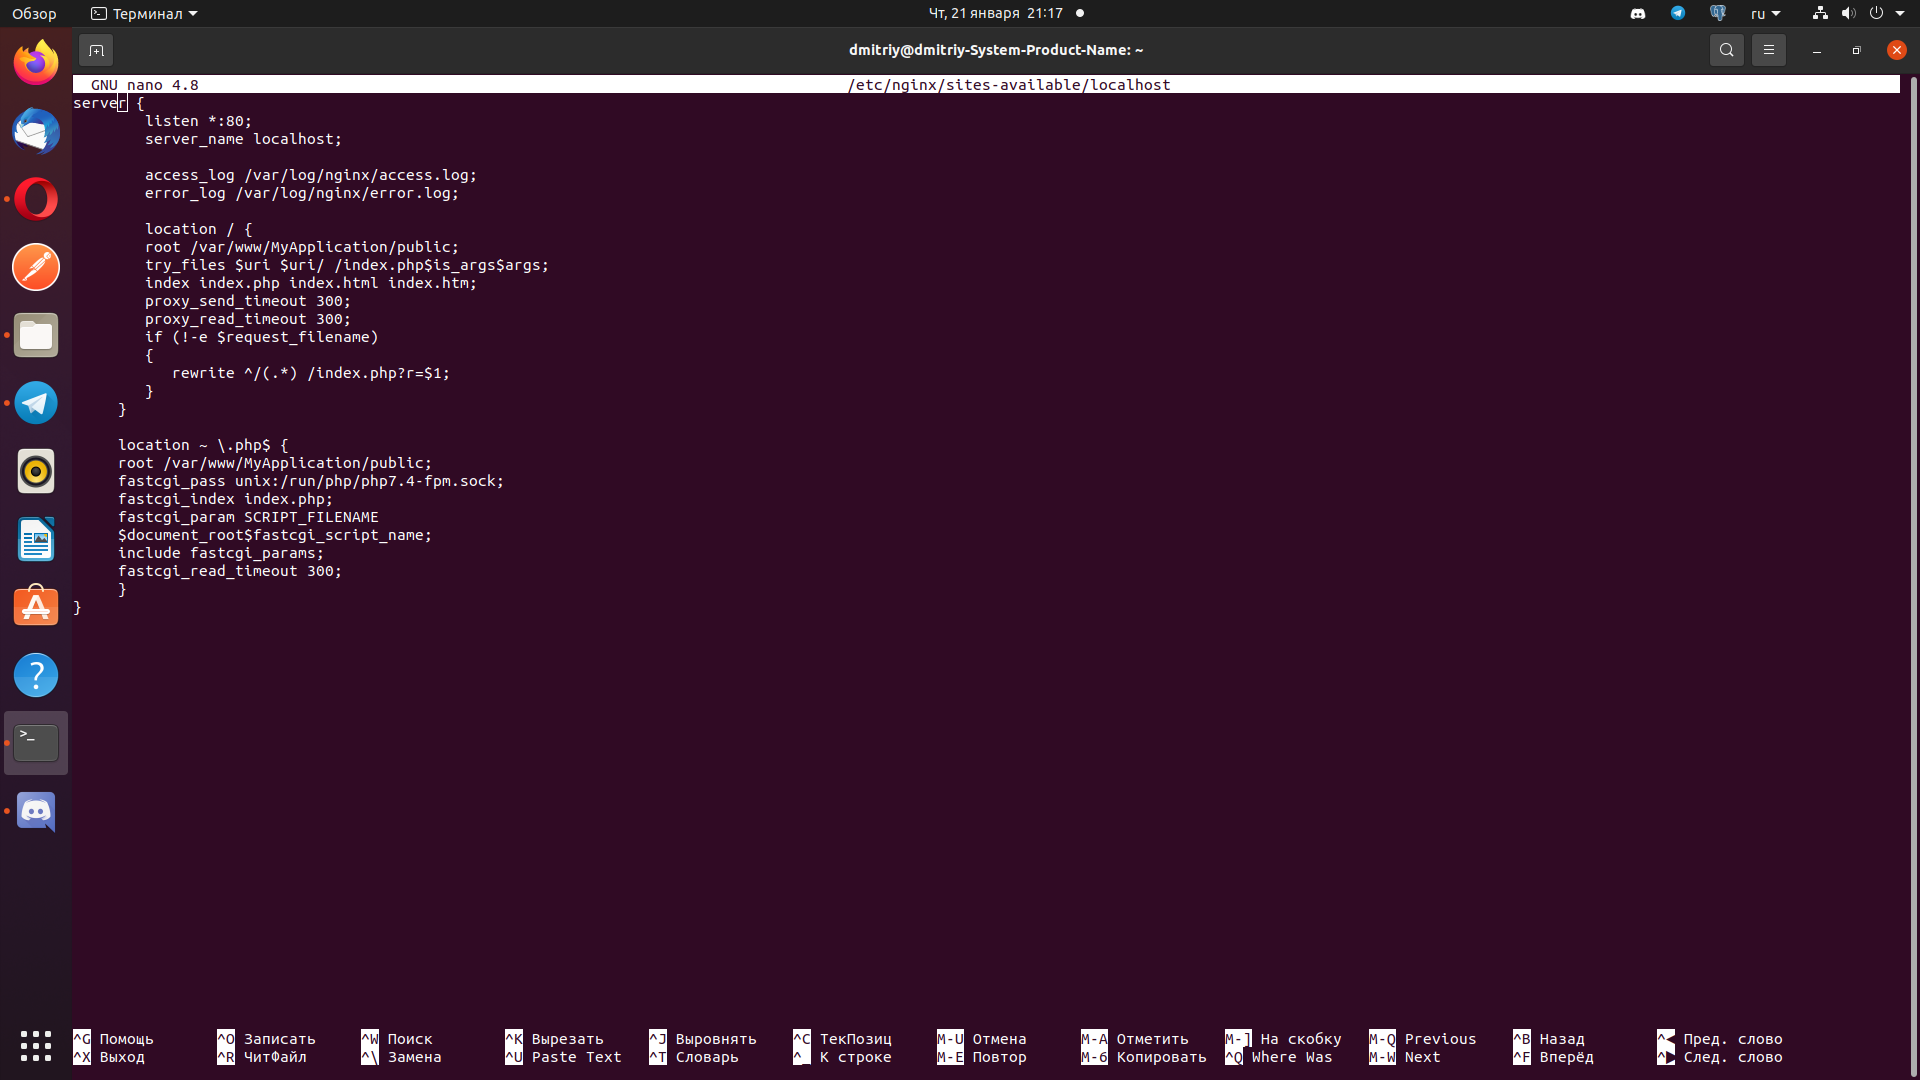 Обзор Терминал Чт, 21 января 21:17 ru
dmitriy@dmitriy-System-Product-Name: ~
GNU nano 4.8 /etc/nginx/sites-available/localhost
server {
listen *:80;
server_name localhost;
access_log /var/log/nginx/access.log;
error_log /var/log/nginx/error.log;
location / {
root /var/www/MyApplication/public;
try_files $uri $uri/ /index.php$is_args$args;
index index.php index.html index.htm;
proxy_send_timeout 300;
proxy_read_timeout 300;
if (!-e $request_filename)
{
rewrite ^/(.*) /index.php?r=$1;
}
}
location ~ \.php$ {
root /var/www/MyApplication/public;
fastcgi_pass unix:/run/php/php7.4-fpm.sock;
fastcgi_index index.php;
fastcgi_param SCRIPT_FILENAME
$document_root$fastcgi_script_name;
include fastcgi_params;
fastcgi_read_timeout 300;
}
}
^G Помощь ^O Записать ^W Поиск ^K Вырезать ^J Выровнять ^C ТекПозиц M-U Отмена M-A Отметить M-] На скобку M-Q Previous ^B Назад ^◀ Пред. слово
^X Выход ^R ЧитФайл ^\ Замена ^U Paste Text ^T Словарь ^_ К строке M-E Повтор M-6 Копировать ^Q Where Was M-W Next ^F Вперёд ^▶ След. слово